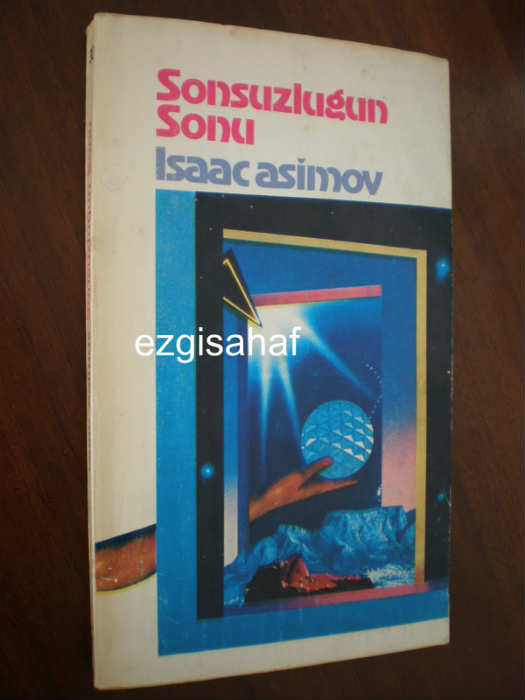 Sonsuzlugun
Sonu
Isaac asimov
ezgisahaf